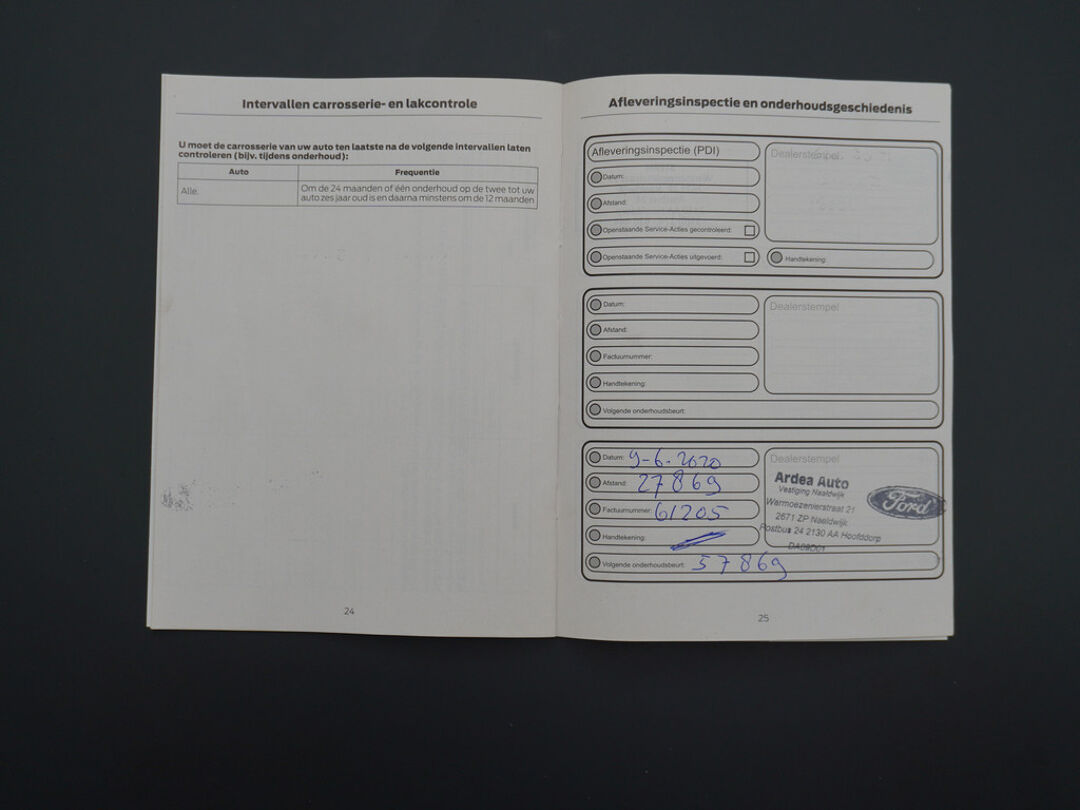 Intervallen carrosserie- en lakcontrole
U moet de carrosserie van uw auto ten laatste na de volgende intervallen laten
controleren (bijv. tijdens onderhoud):
Auto Frequentie
Alle. Om de 24 maanden of één onderhoud op de twee tot uw
auto zes jaar oud is en daarna minstens om de 12 maanden
24
Afleveringsinspectie en onderhoudsgeschiedenis
Afleveringsinspectie (PDI)
Datum:
Afstand:
Openstaande Service-Acties gecontroleerd:
Openstaande Service-Acties uitgevoerd:
Dealerstempel
Handtekening:
Datum:
Afstand:
Factuurnummer:
Handtekening:
Volgende onderhoudsbeurt:
Dealerstempel
Datum: 9-6-2020
Afstand: 27869
Factuurnummer: 61205
Handtekening:
Volgende onderhoudsbeurt: 57869
Dealerstempel
Ardea Auto
Vestiging Naaldwijk
Warmoezenierstraat 21
2671 ZP Naaldwijk
Postbus 24 2130 AA Hoofddorp
Ford
25